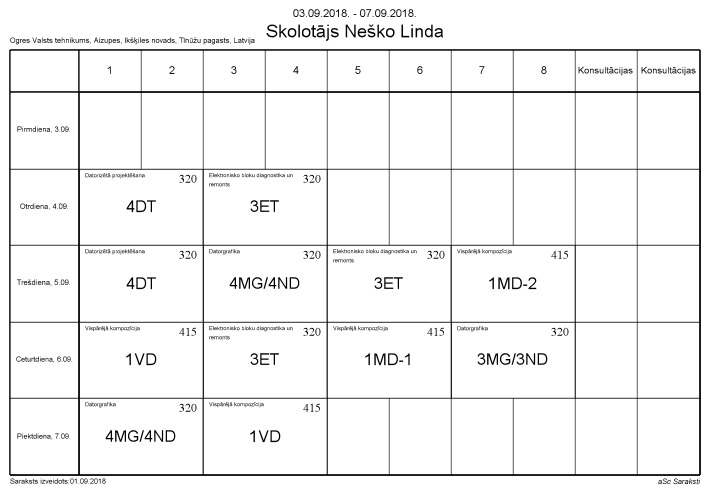 03.09.2018. - 07.09.2018.
Skolotājs Neško Linda
Ogres Valsts tehnikums, Aizupes, Ikšķiles novads, Tīnūžu pagasts, Latvija
1 2 3 4 5 6 7 8 Konsultācijas Konsultācijas
Pirmdiena, 3.09.
Datorizētā projektēšana 320 Elektronisko bloku diagnostika un 320
remonts
Otrdiena, 4.09. 4DT 3ET
Datorizētā projektēšana 320 Datorgrafika 320 Elektronisko bloku diagnostika un 320 Vispārējā kompozīcija 415
remonts
Trešdiena, 5.09. 4DT 4MG/4ND 3ET 1MD-2
Vispārējā kompozīcija 415 Elektronisko bloku diagnostika un 320 Vispārējā kompozīcija 415 Datorgrafika 320
remonts
Ceturtdiena, 6.09. 1VD 3ET 1MD-1 3MG/3ND
Datorgrafika 320 Vispārējā kompozīcija 415
Piektdiena, 7.09. 4MG/4ND 1VD
Saraksts izveidots:01.09.2018 aSc Saraksti